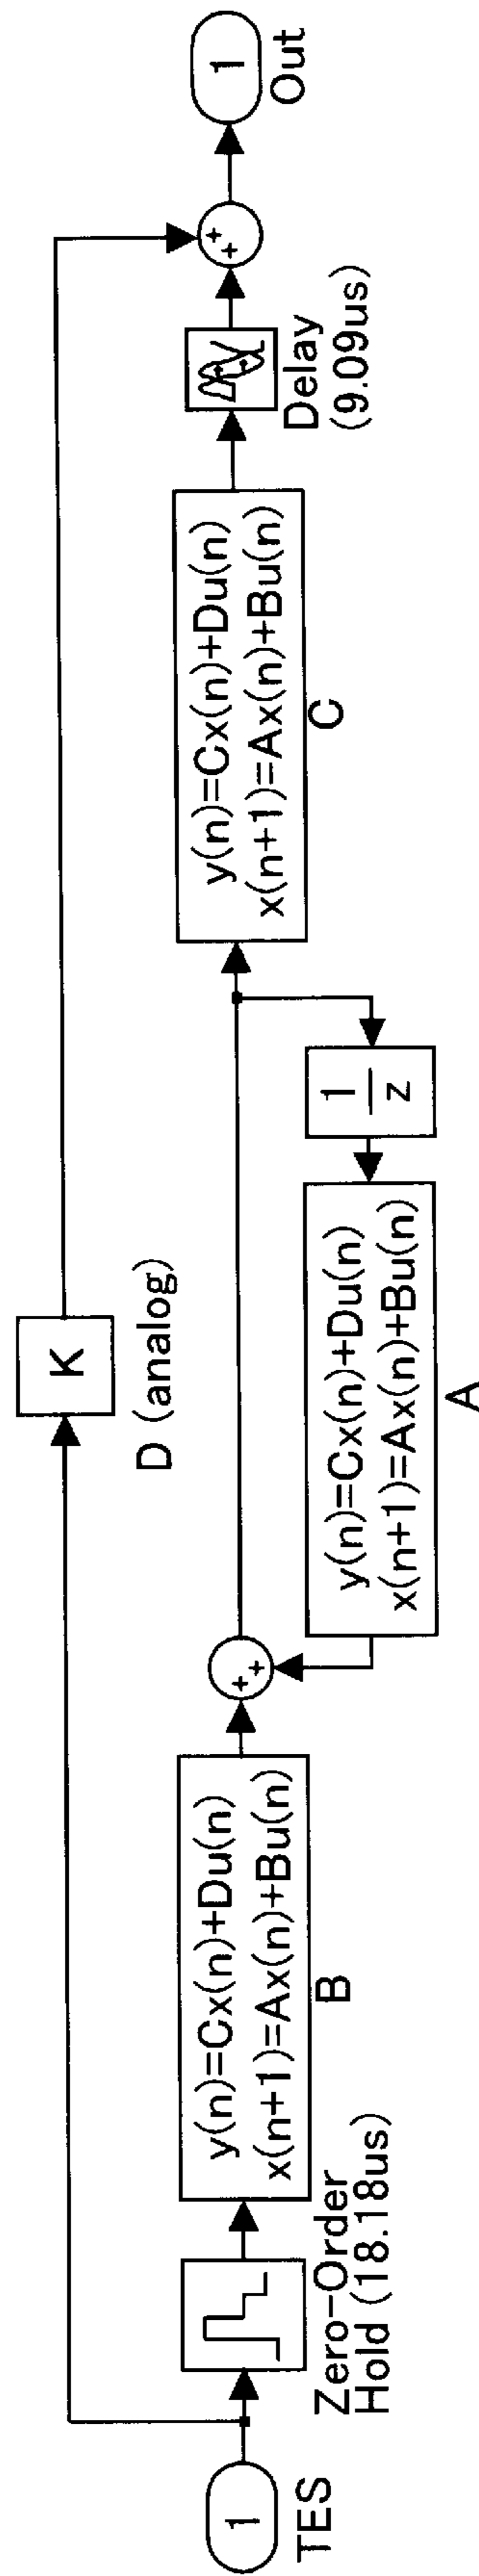 1
TES
Zero-Order
Hold (18.18us)
y(n)=Cx(n)+Du(n)
x(n+1)=Ax(n)+Bu(n)
B
+
+
K
D (analog)
y(n)=Cx(n)+Du(n)
x(n+1)=Ax(n)+Bu(n)
A
1
z
y(n)=Cx(n)+Du(n)
x(n+1)=Ax(n)+Bu(n)
C
Delay
(9.09us)
+
+
1
Out